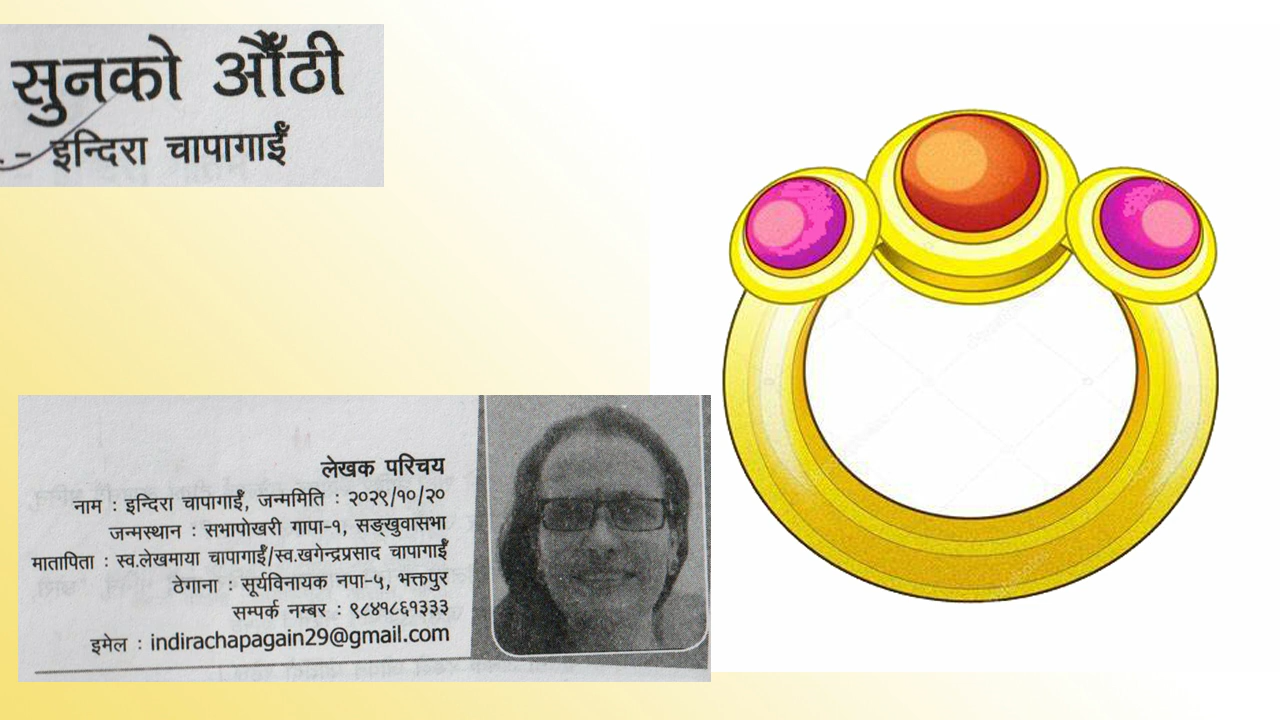 सुनको औँठी
- इन्दिरा चापागाईँ
लेखक परिचय
नाम : इन्दिरा चापागाईँ, जन्ममिति : २०२९/१०/२०
जन्मस्थान : सभापोखरी गापा-१, सङ्खुवासभा
मातापिता : स्व.लेखमाया चापागाईँ/स्व.खगेन्द्रप्रसाद चापागाईँ
ठेगाना : सूर्यविनायक नपा-५, भक्तपुर
सम्पर्क नम्बर : ९८४१८६१३३३
इमेल : indirachapagain29@gmail.com